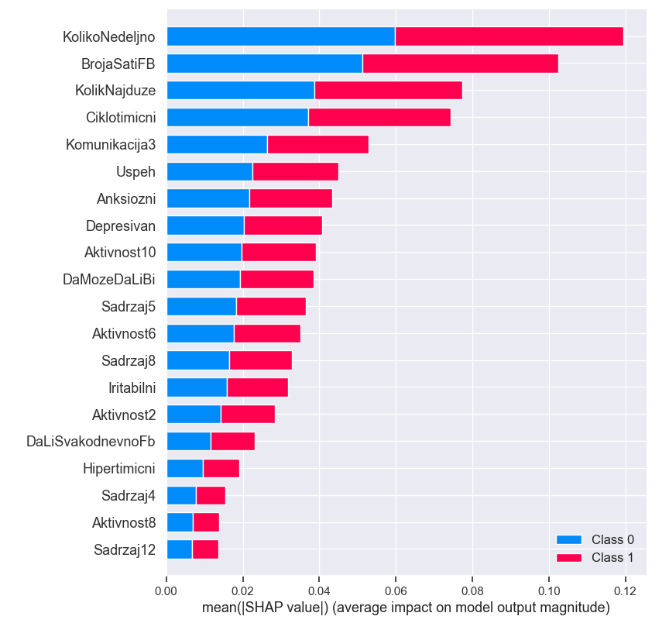 KolikoNedeljno
BrojaSatiFB
KolikNajduze
Ciklotimicni
Komunikacija3
Uspeh
Anksiozni
Depresivan
Aktivnost10
DaMozeDaLiBi
Sadrzaj5
Aktivnost6
Sadrzaj8
Iritabilni
Aktivnost2
DaLiSvakodnevnoFb
Hipertimicni
Sadrzaj4
Aktivnost8
Sadrzaj12
Class 0
Class 1
0.00 0.02 0.04 0.06 0.08 0.10 0.12
mean(|SHAP value|) (average impact on model output magnitude)